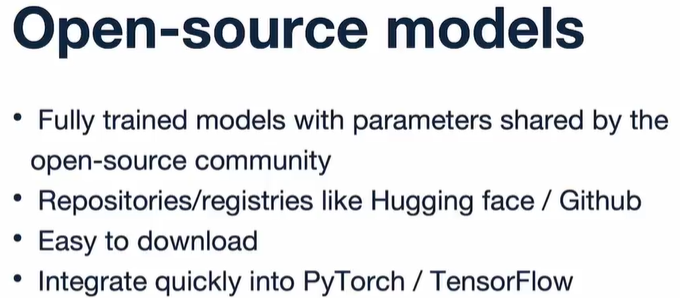 Open-source models
• Fully trained models with parameters shared by the
open-source community
• Repositories/registries like Hugging face / Github
• Easy to download
• Integrate quickly into PyTorch / TensorFlow